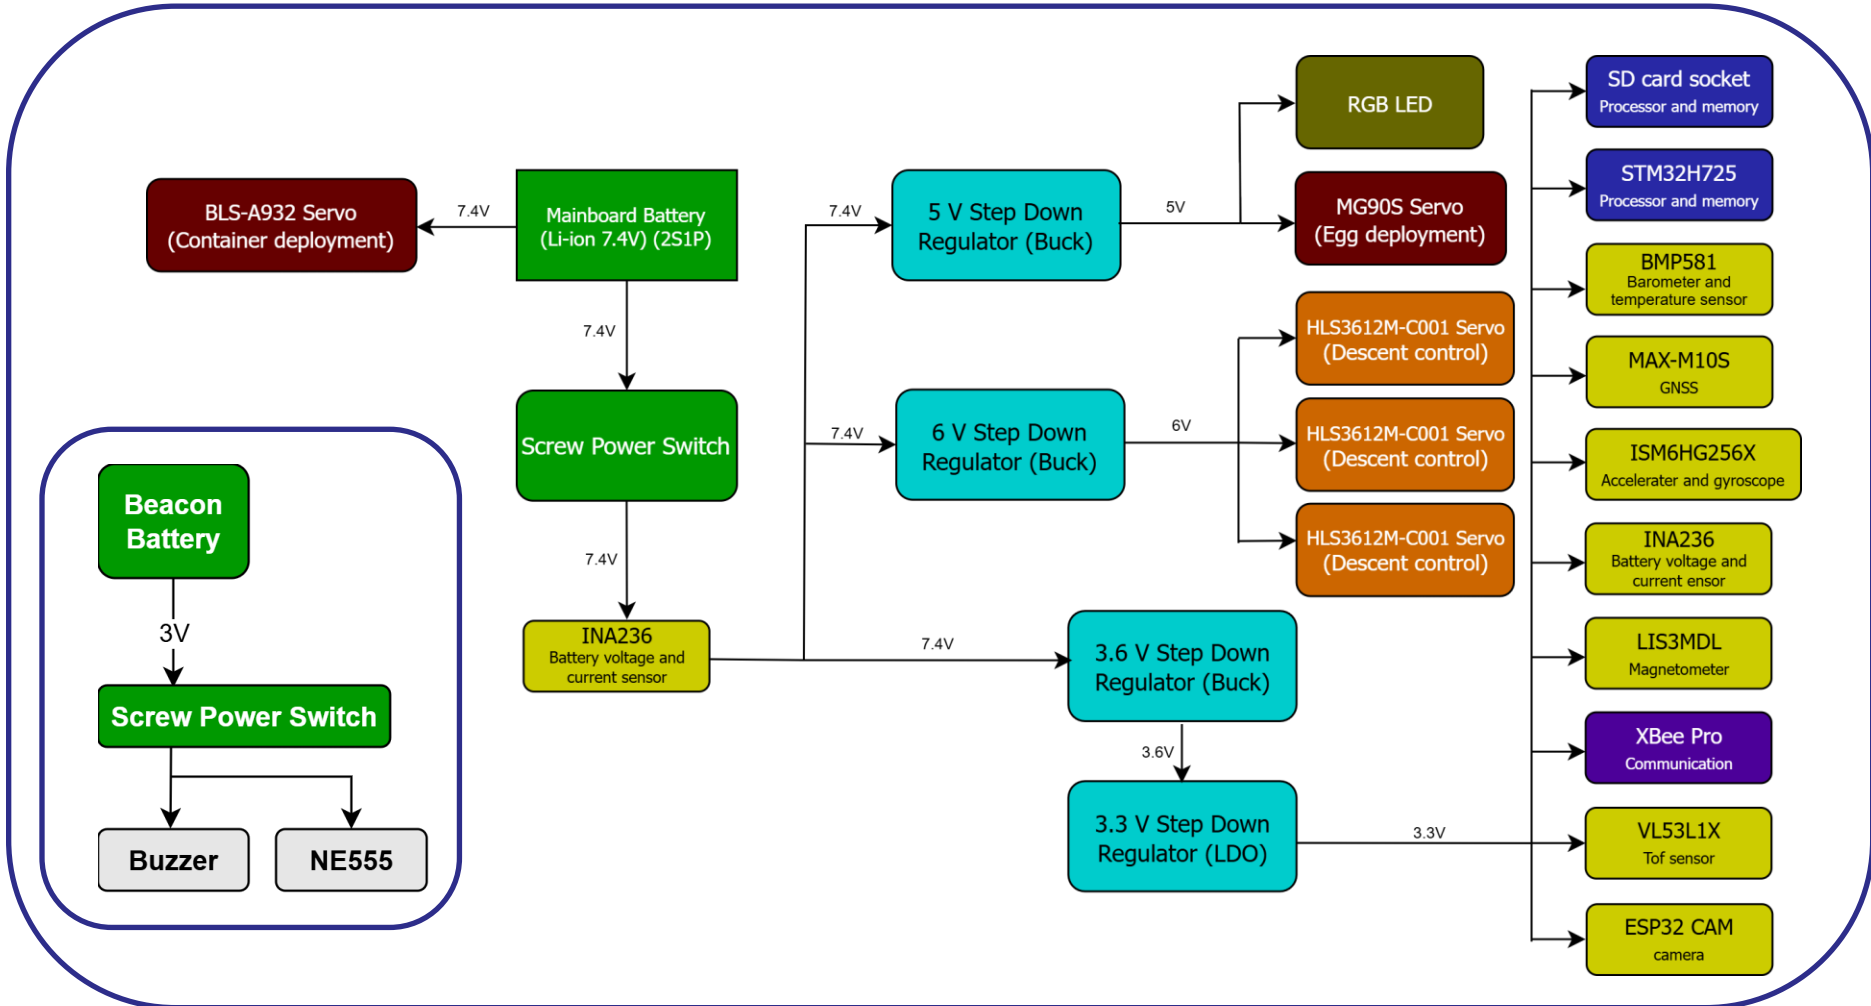 BLS-A932 Servo
(Container deployment)
7.4V
Mainboard Battery
(Li-ion 7.4V) (2S1P)
7.4V
Screw Power Switch
7.4V
INA236
Battery voltage and
current sensor
7.4V
5 V Step Down
Regulator (Buck)
5V
RGB LED
MG90S Servo
(Egg deployment)
7.4V
6 V Step Down
Regulator (Buck)
6V
HLS3612M-C001 Servo
(Descent control)
HLS3612M-C001 Servo
(Descent control)
HLS3612M-C001 Servo
(Descent control)
7.4V
3.6 V Step Down
Regulator (Buck)
3.6V
3.3 V Step Down
Regulator (LDO)
3.3V
SD card socket
Processor and memory
STM32H725
Processor and memory
BMP581
Barometer and
temperature sensor
MAX-M10S
GNSS
ISM6HG256X
Accelerater and gyroscope
INA236
Battery voltage and
current ensor
LIS3MDL
Magnetometer
XBee Pro
Communication
VL53L1X
Tof sensor
ESP32 CAM
camera
Beacon
Battery
3V
Screw Power Switch
Buzzer
NE555